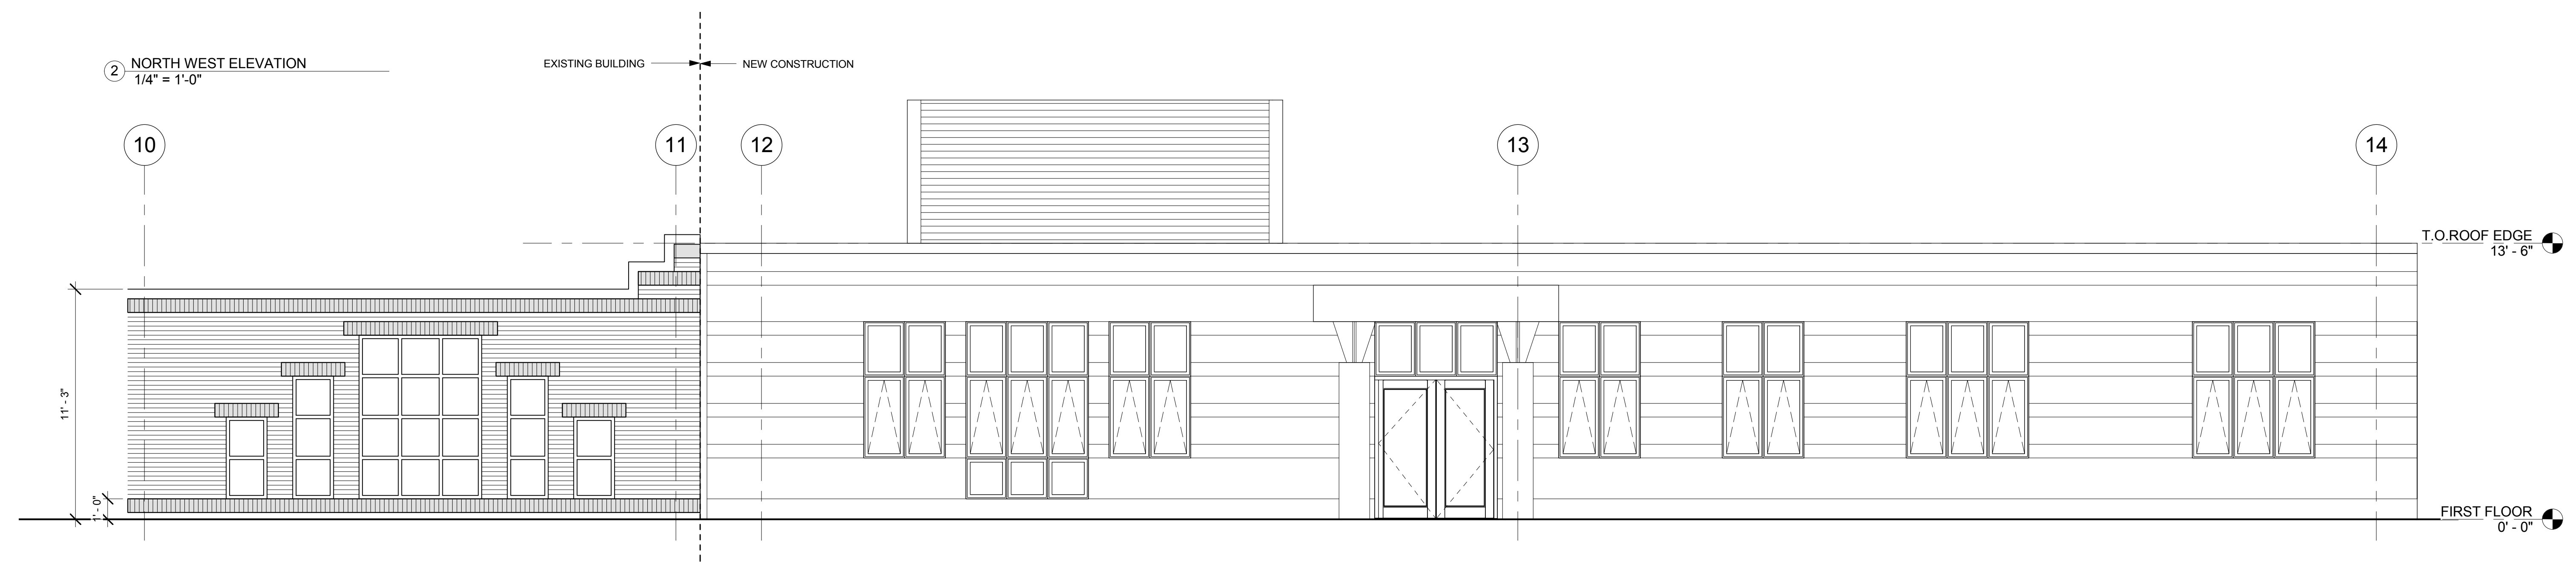 2 NORTH WEST ELEVATION
1/4" = 1'-0"
EXISTING BUILDING
NEW CONSTRUCTION
10
11
12
13
14
T.O.ROOF EDGE
13' - 6"
11' - 3"
1' - 0"
FIRST FLOOR
0' - 0"